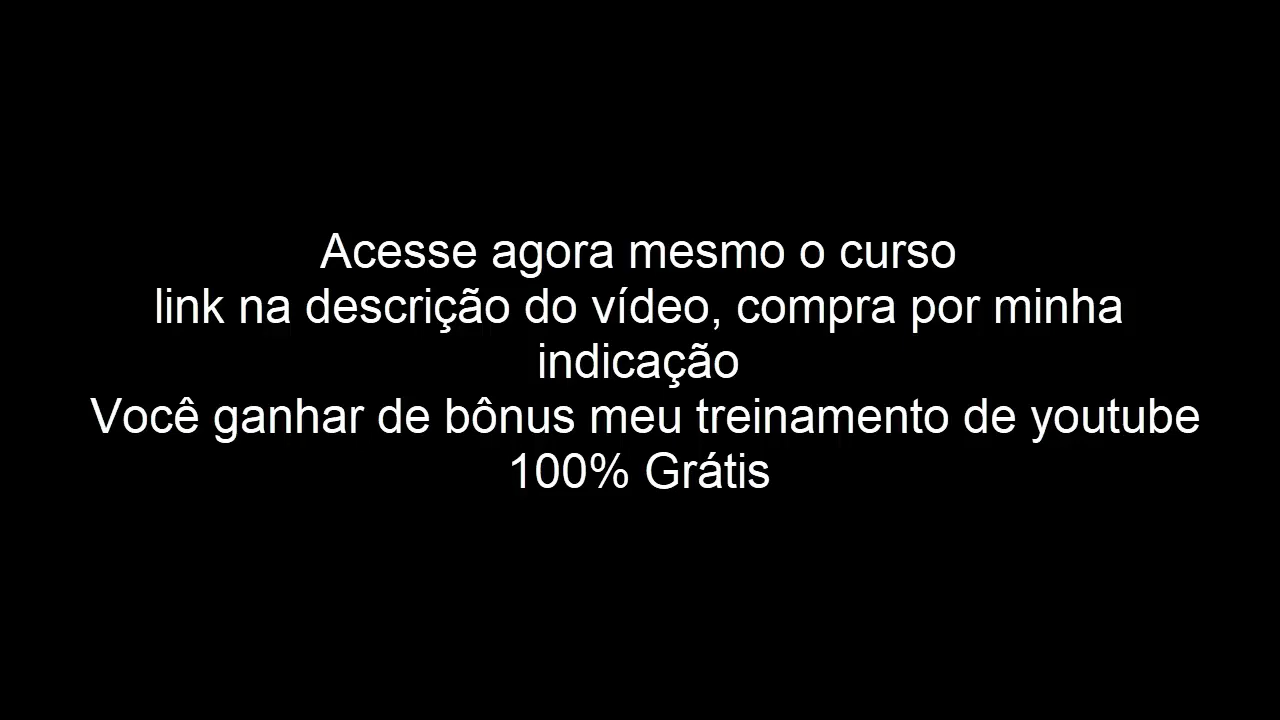 Acesse agora mesmo o curso
link na descrição do vídeo, compra por minha
indicação
Você ganhar de bônus meu treinamento de youtube
100% Grátis